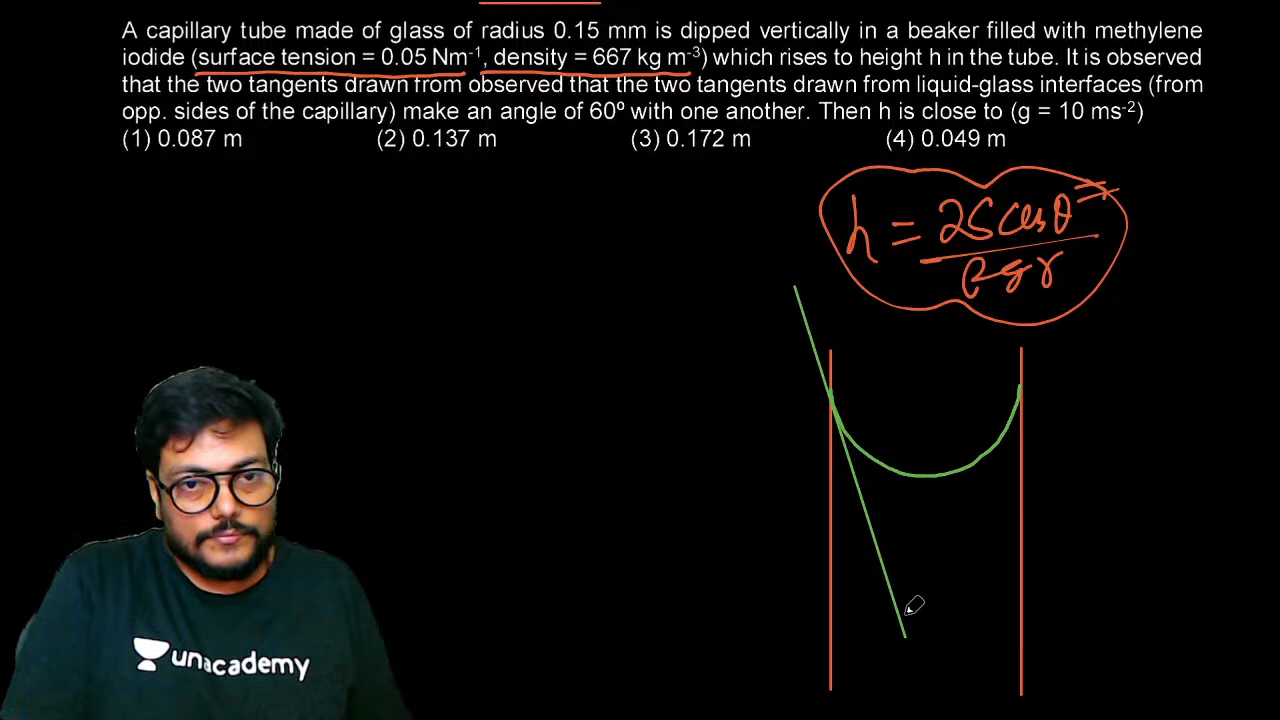 A capillary tube made of glass of radius 0.15 mm is dipped vertically in a beaker filled with methylene
iodide (surface tension = 0.05 Nm⁻¹, density = 667 kg m⁻³) which rises to height h in the tube. It is observed
that the two tangents drawn from observed that the two tangents drawn from liquid-glass interfaces (from
opp. sides of the capillary) make an angle of 60º with one another. Then h is close to (g = 10 ms⁻²)
(1) 0.087 m (2) 0.137 m (3) 0.172 m (4) 0.049 m
h = 2S cosθ
ρgr
unacademy